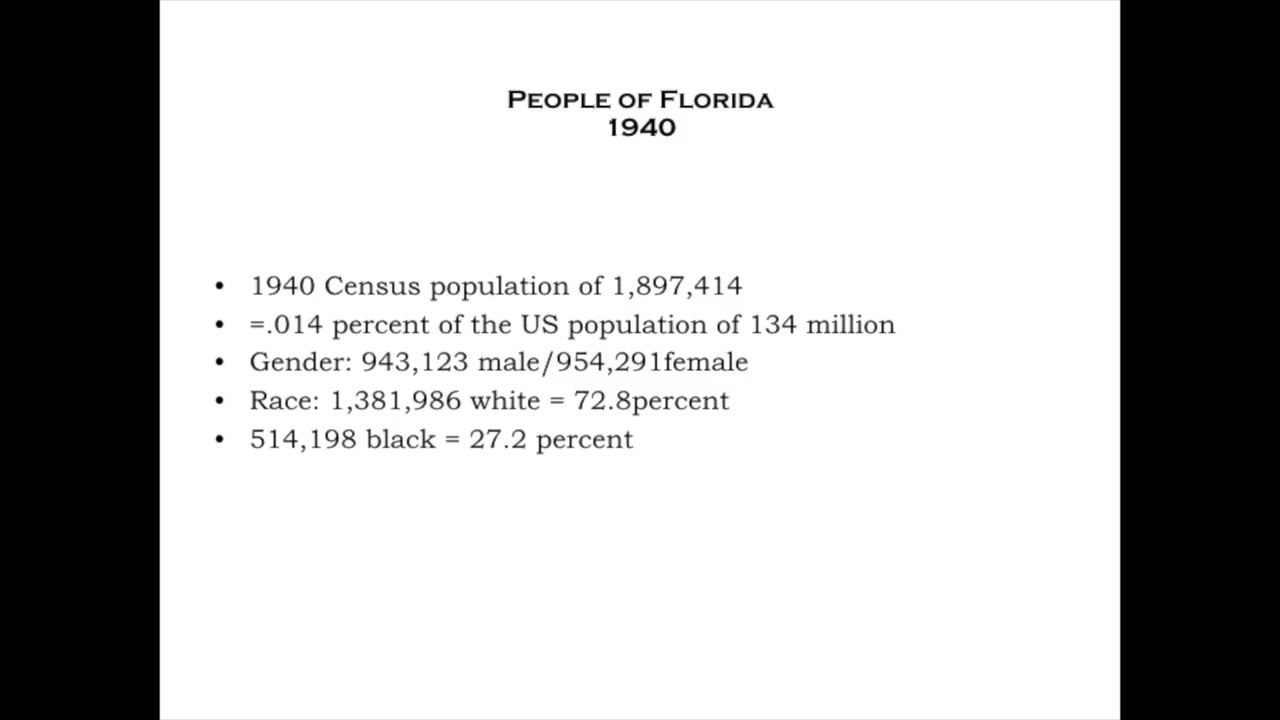 People of Florida
1940
• 1940 Census population of 1,897,414
• =.014 percent of the US population of 134 million
• Gender: 943,123 male/954,291female
• Race: 1,381,986 white = 72.8percent
• 514,198 black = 27.2 percent